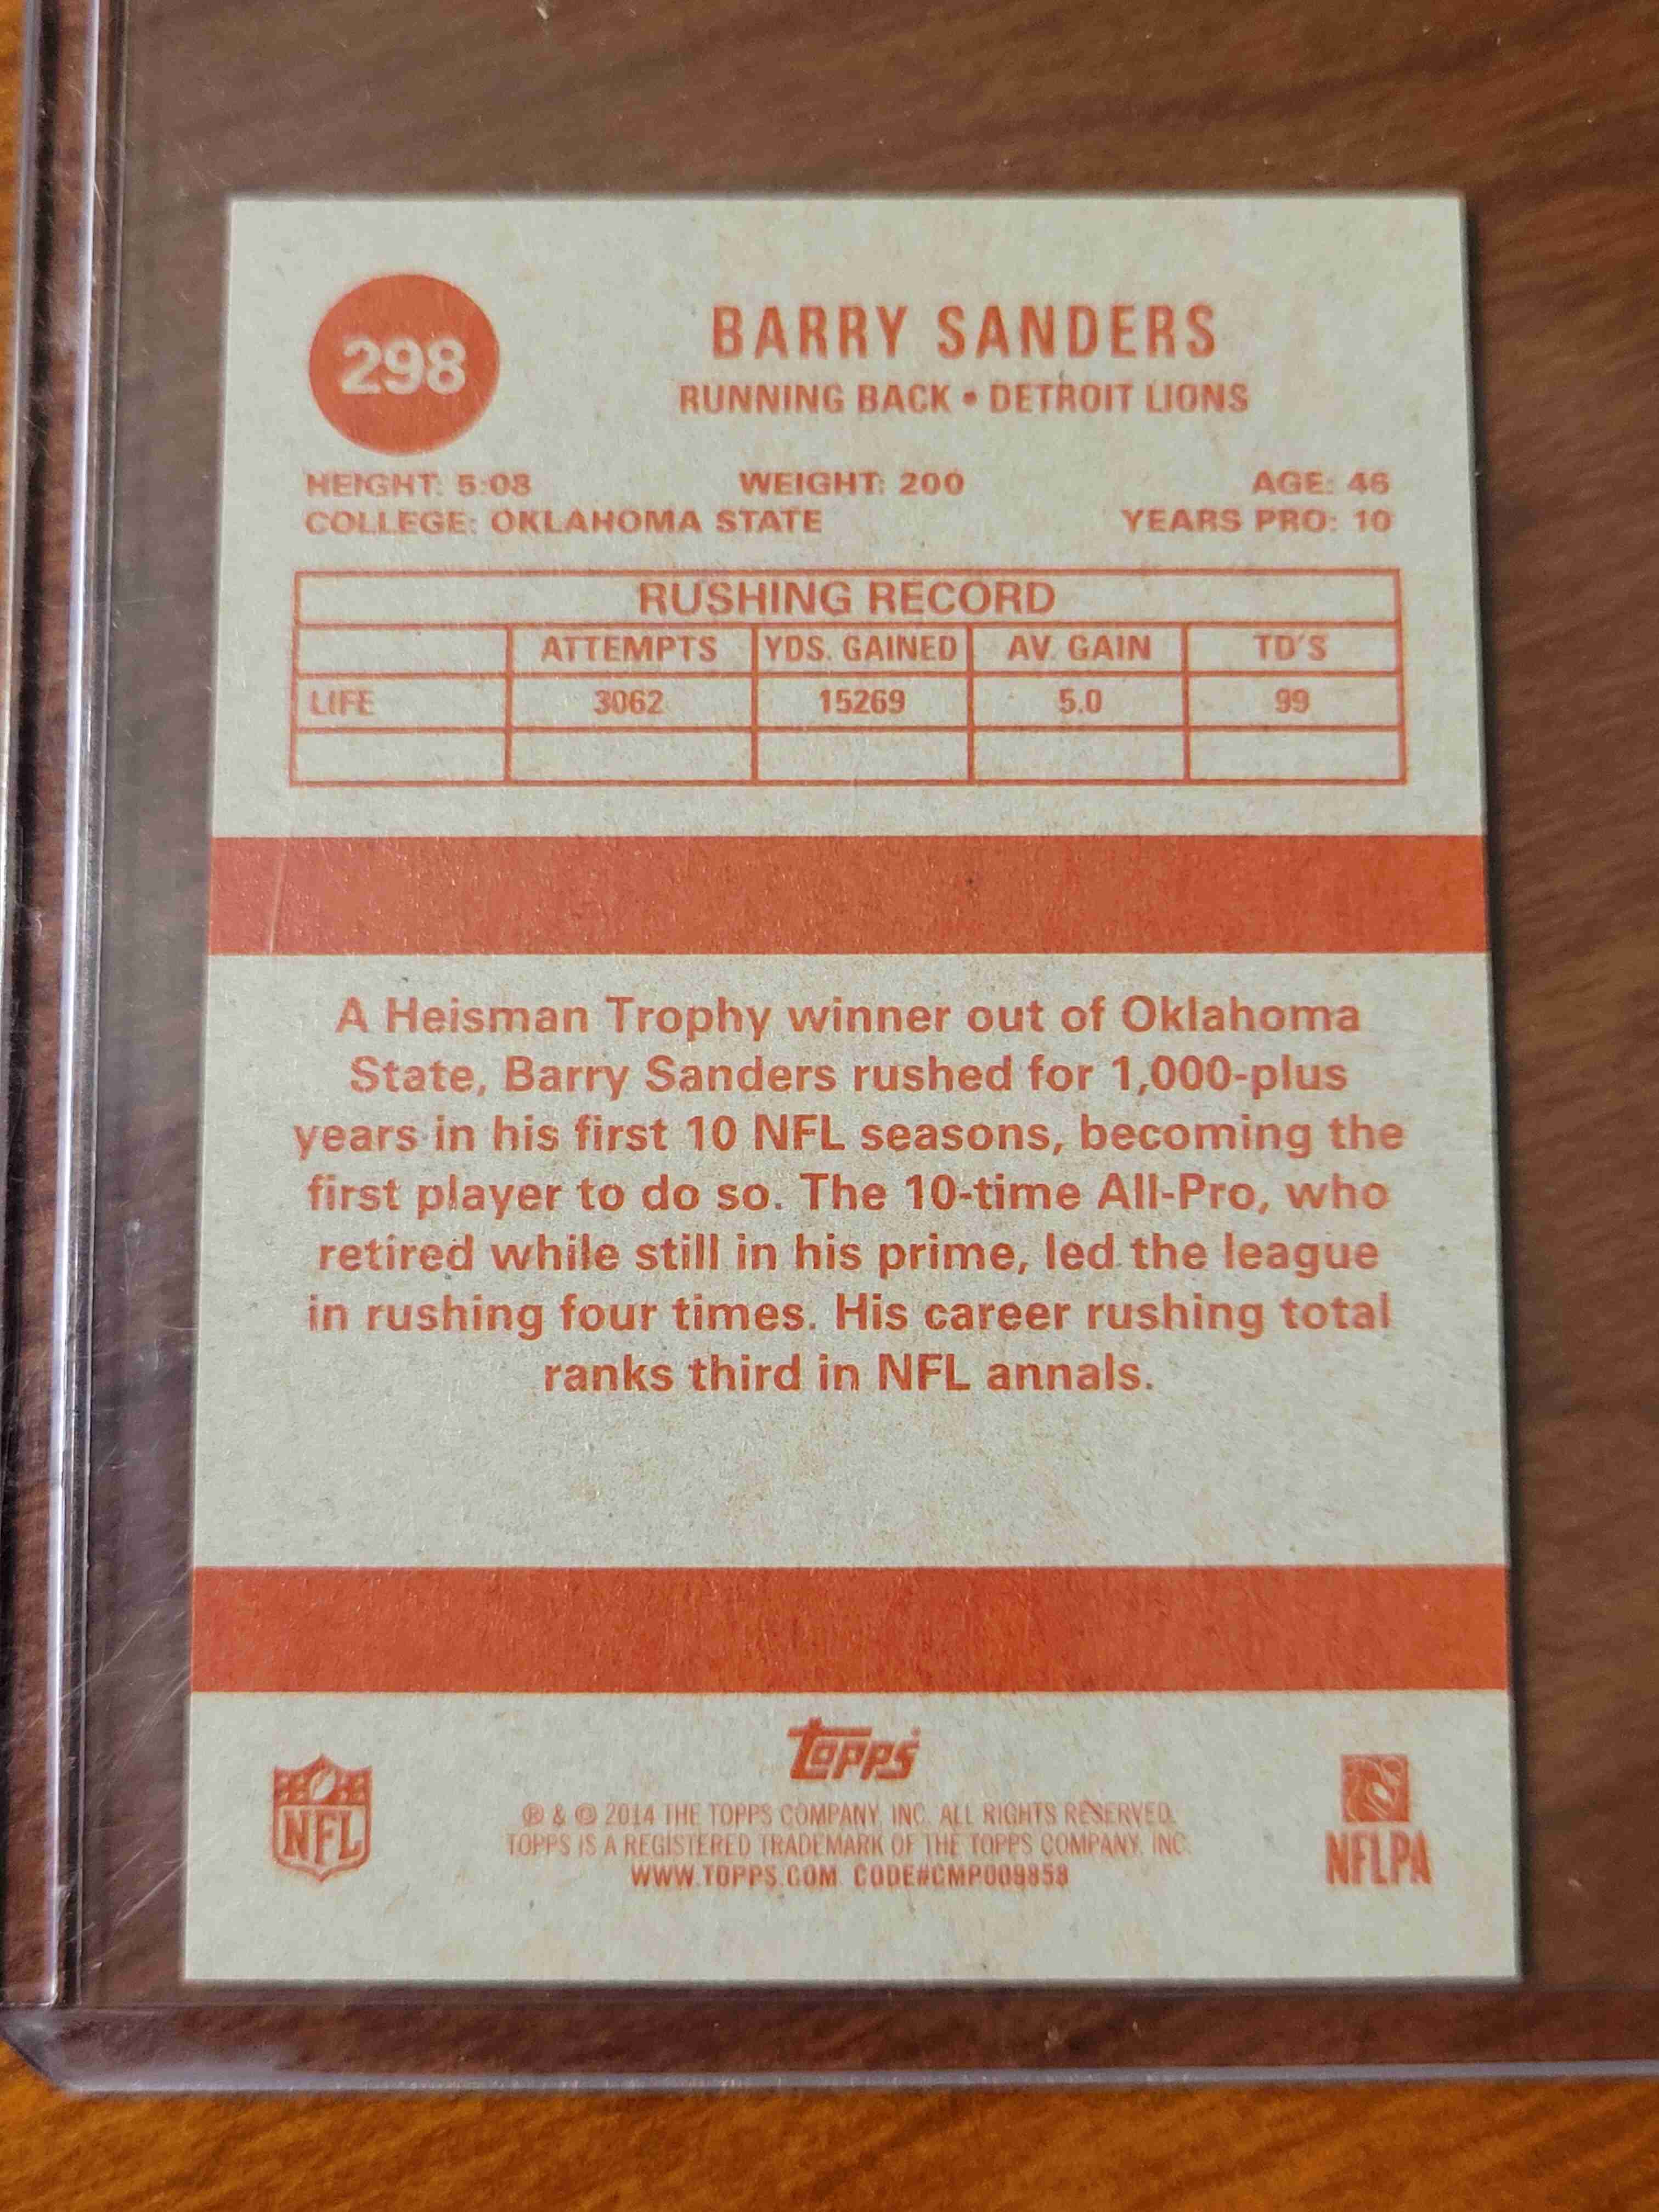 298
BARRY SANDERS
RUNNING BACK • DETROIT LIONS
HEIGHT: 5:08 WEIGHT: 200 AGE: 46
COLLEGE: OKLAHOMA STATE YEARS PRO: 10
RUSHING RECORD
ATTEMPTS YDS. GAINED AV. GAIN TD'S
LIFE 3062 15269 5.0 99
A Heisman Trophy winner out of Oklahoma
State, Barry Sanders rushed for 1,000-plus
years in his first 10 NFL seasons, becoming the
first player to do so. The 10-time All-Pro, who
retired while still in his prime, led the league
in rushing four times. His career rushing total
ranks third in NFL annals.
topps
® & © 2014 THE TOPPS COMPANY, INC. ALL RIGHTS RESERVED.
TOPPS IS A REGISTERED TRADEMARK OF THE TOPPS COMPANY, INC.
WWW.TOPPS.COM CODE#CMP009858
NFL
NFLPA